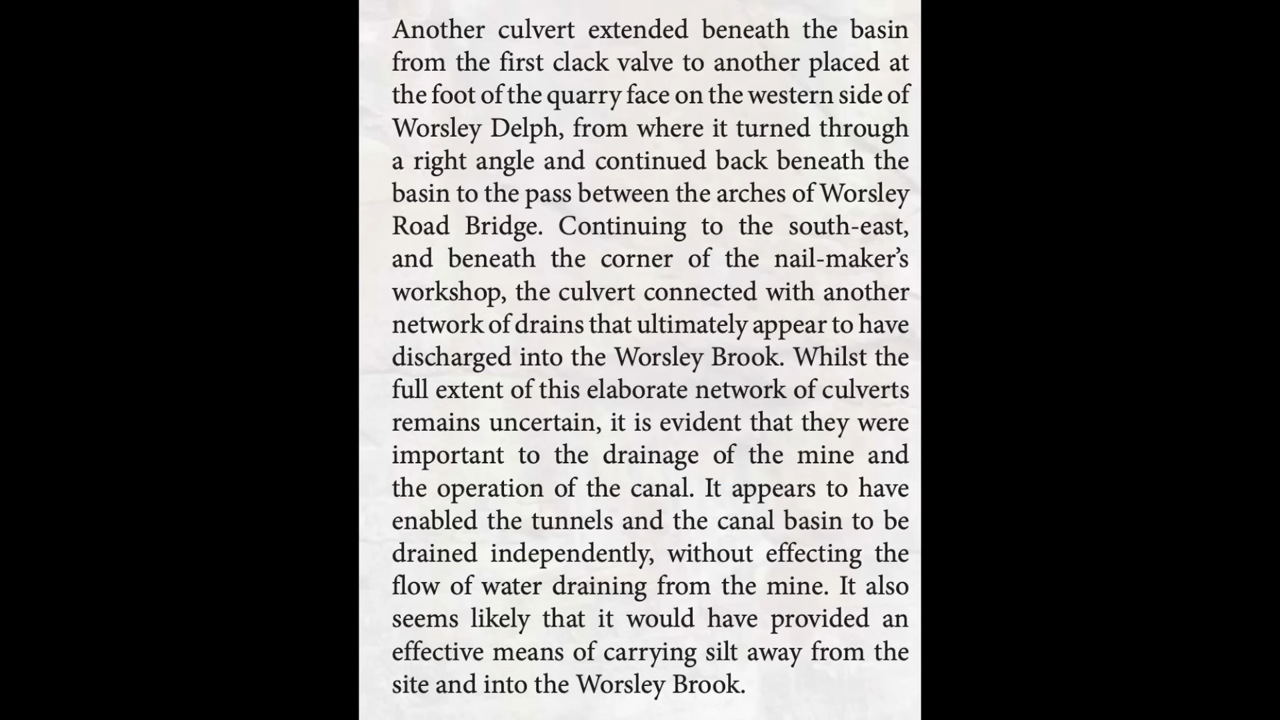 Another culvert extended beneath the basin
from the first clack valve to another placed at
the foot of the quarry face on the western side of
Worsley Delph, from where it turned through
a right angle and continued back beneath the
basin to the pass between the arches of Worsley
Road Bridge. Continuing to the south-east,
and beneath the corner of the nail-maker’s
workshop, the culvert connected with another
network of drains that ultimately appear to have
discharged into the Worsley Brook. Whilst the
full extent of this elaborate network of culverts
remains uncertain, it is evident that they were
important to the drainage of the mine and
the operation of the canal. It appears to have
enabled the tunnels and the canal basin to be
drained independently, without effecting the
flow of water draining from the mine. It also
seems likely that it would have provided an
effective means of carrying silt away from the
site and into the Worsley Brook.